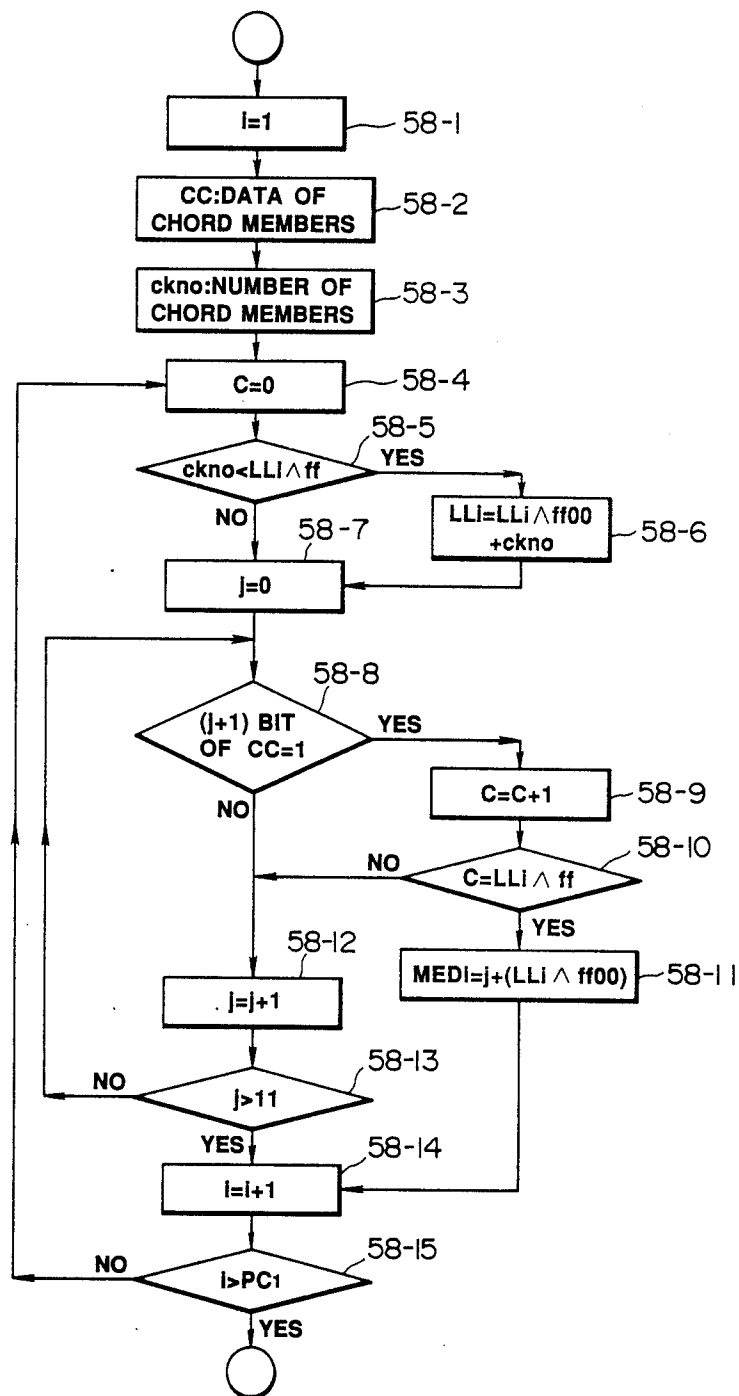 i=1
58-1
CC:DATA OF
CHORD MEMBERS
58-2
ckno:NUMBER OF
CHORD MEMBERS
58-3
C=0
58-4
58-5
ckno<LLi∧ff
YES
NO
LLi=LLi∧ff00
+ckno
58-6
58-7
j=0
58-8
(j+1) BIT
OF CC=1
YES
NO
C=C+1
58-9
58-10
C=LLi∧ff
NO
YES
58-12
j=j+1
MEDi=j+(LLi∧ff00)
58-11
58-13
j>11
NO
YES
58-14
i=i+1
58-15
i>PC1
NO
YES